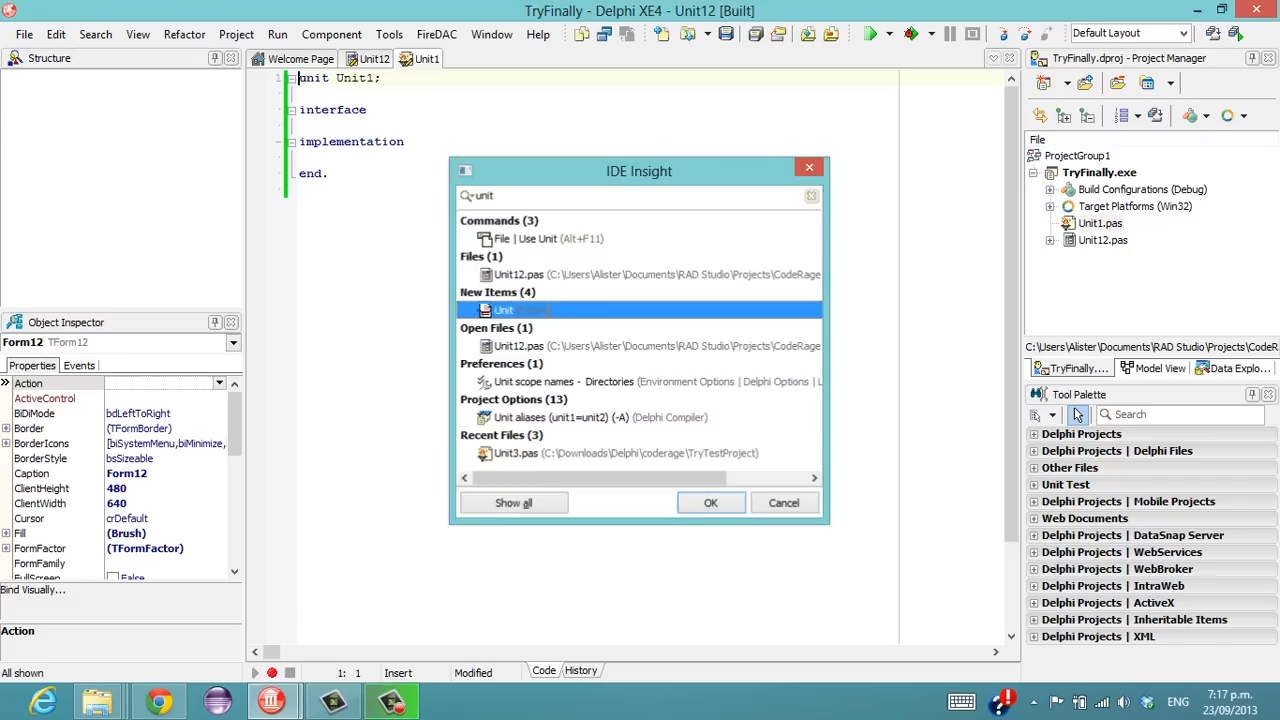 TryFinally - Delphi XE4 - Unit12 [Built]
File Edit Search View Refactor Project Run Component Tools FireDAC Window Help
Default Layout
Structure
Welcome Page Unit12 Unit1
TryFinally.dproj - Project Manager
1 unit Unit1;
interface
implementation
end.
IDE Insight
unit
Commands (3)
File | Use Unit (Alt+F11)
Files (1)
Unit12.pas (C:\Users\Alister\Documents\RAD Studio\Projects\CodeRage
New Items (4)
Unit
Open Files (1)
Unit12.pas (C:\Users\Alister\Documents\RAD Studio\Projects\CodeRage
Preferences (1)
Unit scope names - Directories (Environment Options | Delphi Options | L
Project Options (13)
Unit aliases (unit1=unit2) (-A) (Delphi Compiler)
Recent Files (3)
Unit3.pas (C:\Downloads\Delphi\coderage\TryTestProject)
Show all
OK
Cancel
File
ProjectGroup1
TryFinally.exe
Build Configurations (Debug)
Target Platforms (Win32)
Unit1.pas
Unit12.pas
C:\Users\Alister\Documents\RAD Studio\Projects\CodeR
TryFinally.... Model View Data Explo...
Tool Palette
Search
Delphi Projects
Delphi Projects | Delphi Files
Other Files
Unit Test
Delphi Projects | Mobile Projects
Web Documents
Delphi Projects | DataSnap Server
Delphi Projects | WebServices
Delphi Projects | WebBroker
Delphi Projects | IntraWeb
Delphi Projects | ActiveX
Delphi Projects | Inheritable Items
Delphi Projects | XML
Object Inspector
Form12 TForm12
Properties Events
Action
ActiveControl
BiDiMode bdLeftToRight
Border (TFormBorder)
BorderIcons [biSystemMenu,biMinimize,
BorderStyle bsSizeable
Caption Form12
ClientHeight 480
ClientWidth 640
Cursor crDefault
Fill (Brush)
FormFactor (TFormFactor)
FormFamily
FullScreen False
Bind Visually...
Action
All shown
1: 1 Insert Modified Code History
ENG
7:17 p.m.
23/09/2013